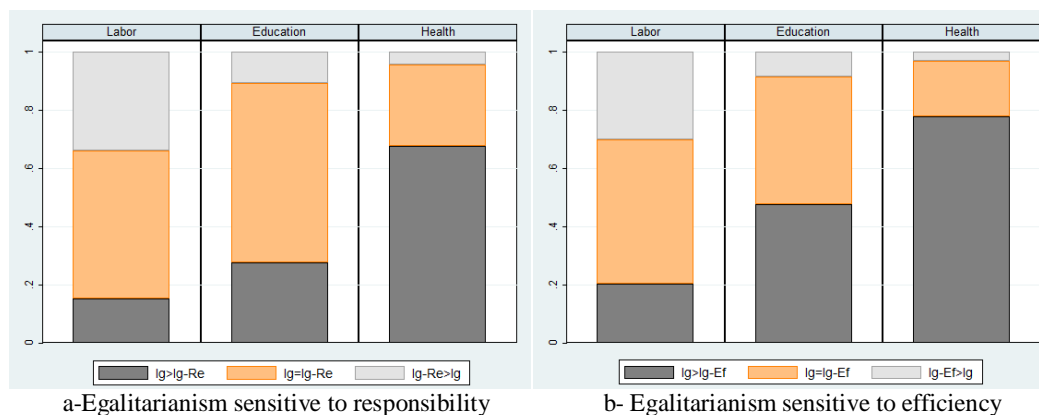 Labor Education Health
1
.8
.6
.4
.2
0
Ig>Ig-Re Ig=Ig-Re Ig-Re>Ig
a-Egalitarianism sensitive to responsibility
Labor Education Health
1
.8
.6
.4
.2
0
Ig>Ig-Ef Ig=Ig-Ef Ig-Ef>Ig
b- Egalitarianism sensitive to efficiency